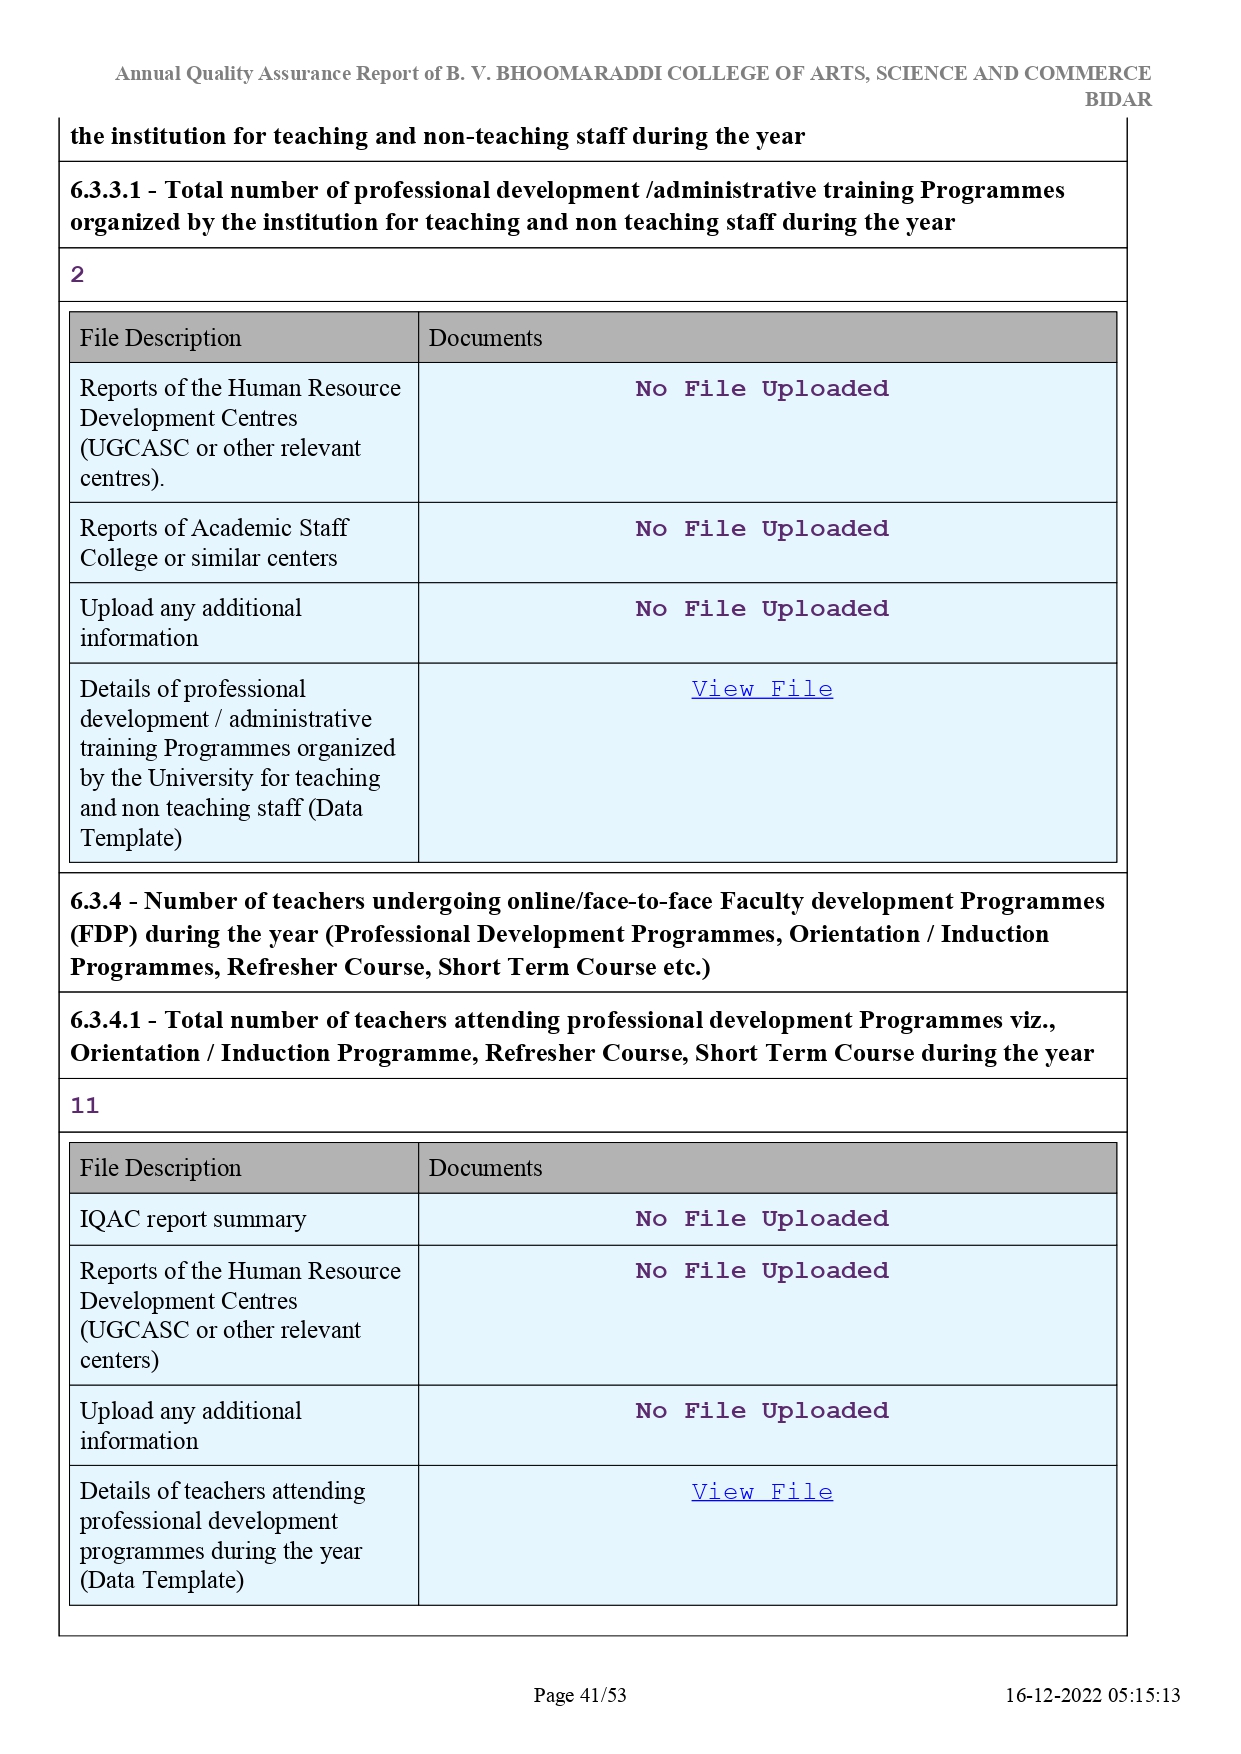 Annual Quality Assurance Report of B. V. BHOOMARADDI COLLEGE OF ARTS, SCIENCE AND COMMERCE
BIDAR
the institution for teaching and non-teaching staff during the year
6.3.3.1 - Total number of professional development /administrative training Programmes
organized by the institution for teaching and non teaching staff during the year
2
File Description
Documents
Reports of the Human Resource
Development Centres
(UGCASC or other relevant
centres).
No File Uploaded
Reports of Academic Staff
College or similar centers
No File Uploaded
Upload any additional
information
No File Uploaded
Details of professional
development / administrative
training Programmes organized
by the University for teaching
and non teaching staff (Data
Template)
View File
6.3.4 - Number of teachers undergoing online/face-to-face Faculty development Programmes
(FDP) during the year (Professional Development Programmes, Orientation / Induction
Programmes, Refresher Course, Short Term Course etc.)
6.3.4.1 - Total number of teachers attending professional development Programmes viz.,
Orientation / Induction Programme, Refresher Course, Short Term Course during the year
11
File Description
Documents
IQAC report summary
No File Uploaded
Reports of the Human Resource
Development Centres
(UGCASC or other relevant
centers)
No File Uploaded
Upload any additional
information
No File Uploaded
Details of teachers attending
professional development
programmes during the year
(Data Template)
View File
Page 41/53
16-12-2022 05:15:13